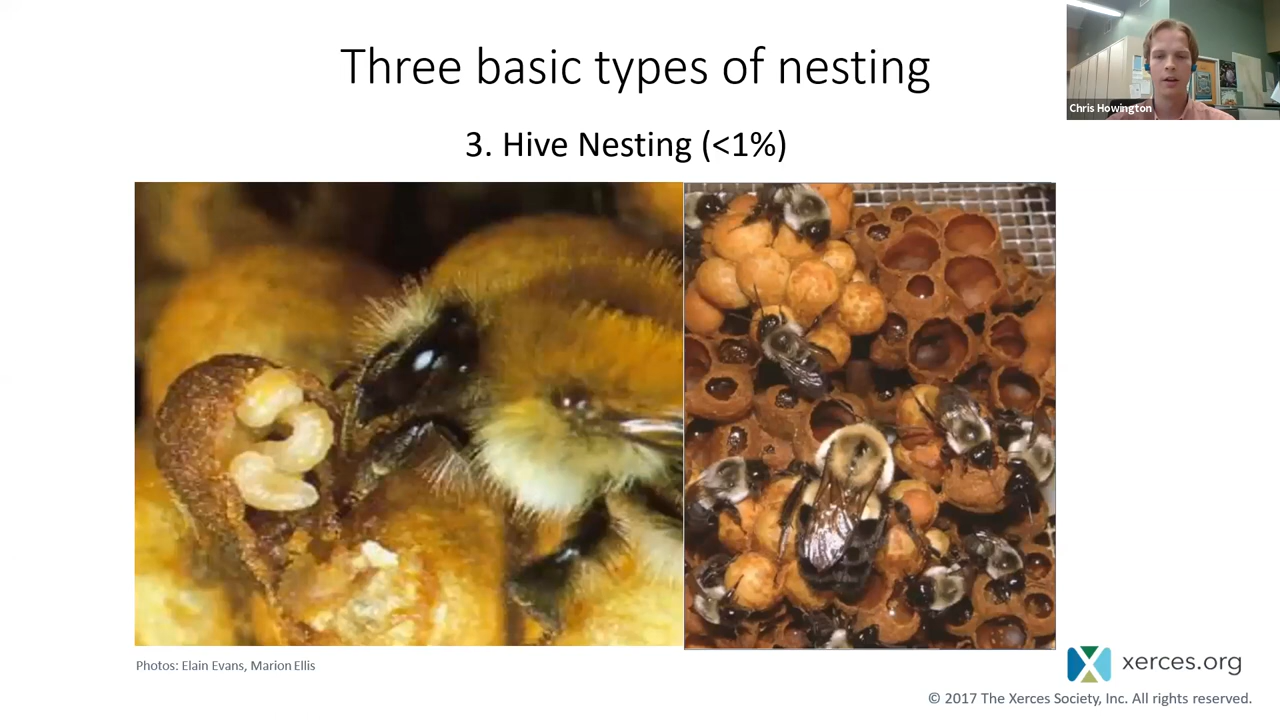 Three basic types of nesting
Chris Howington
3. Hive Nesting (<1%)
Photos: Elain Evans, Marion Ellis
xerces.org
© 2017 The Xerces Society, Inc. All rights reserved.